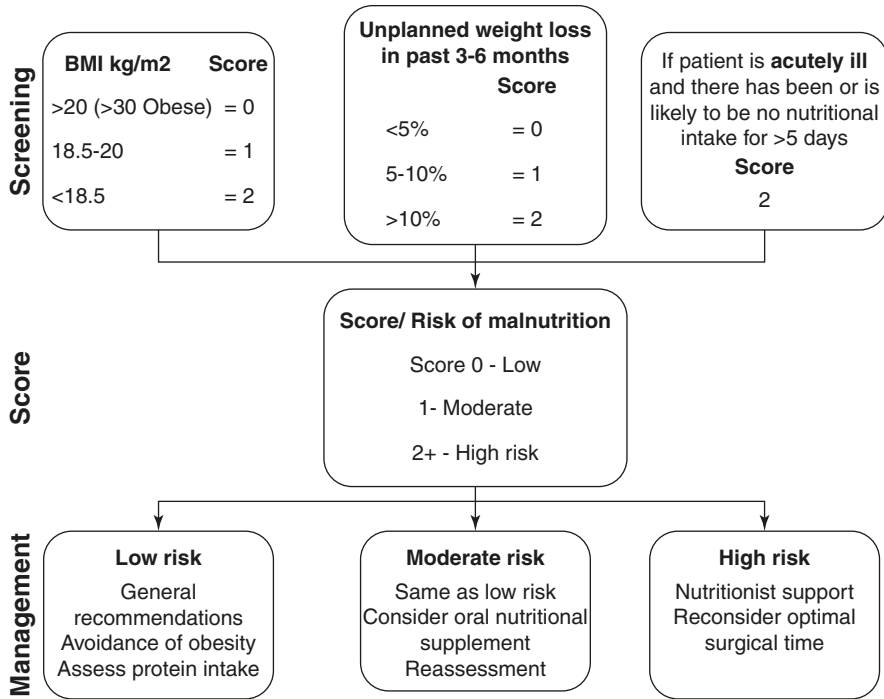 Screening
BMI kg/m2 Score
>20 (>30 Obese) = 0
18.5-20 = 1
<18.5 = 2
Unplanned weight loss
in past 3-6 months
Score
<5% = 0
5-10% = 1
>10% = 2
If patient is acutely ill
and there has been or is
likely to be no nutritional
intake for >5 days
Score
2
Score
Score/ Risk of malnutrition
Score 0 - Low
1- Moderate
2+ - High risk
Management
Low risk
General
recommendations
Avoidance of obesity
Assess protein intake
Moderate risk
Same as low risk
Consider oral nutritional
supplement
Reassessment
High risk
Nutritionist support
Reconsider optimal
surgical time